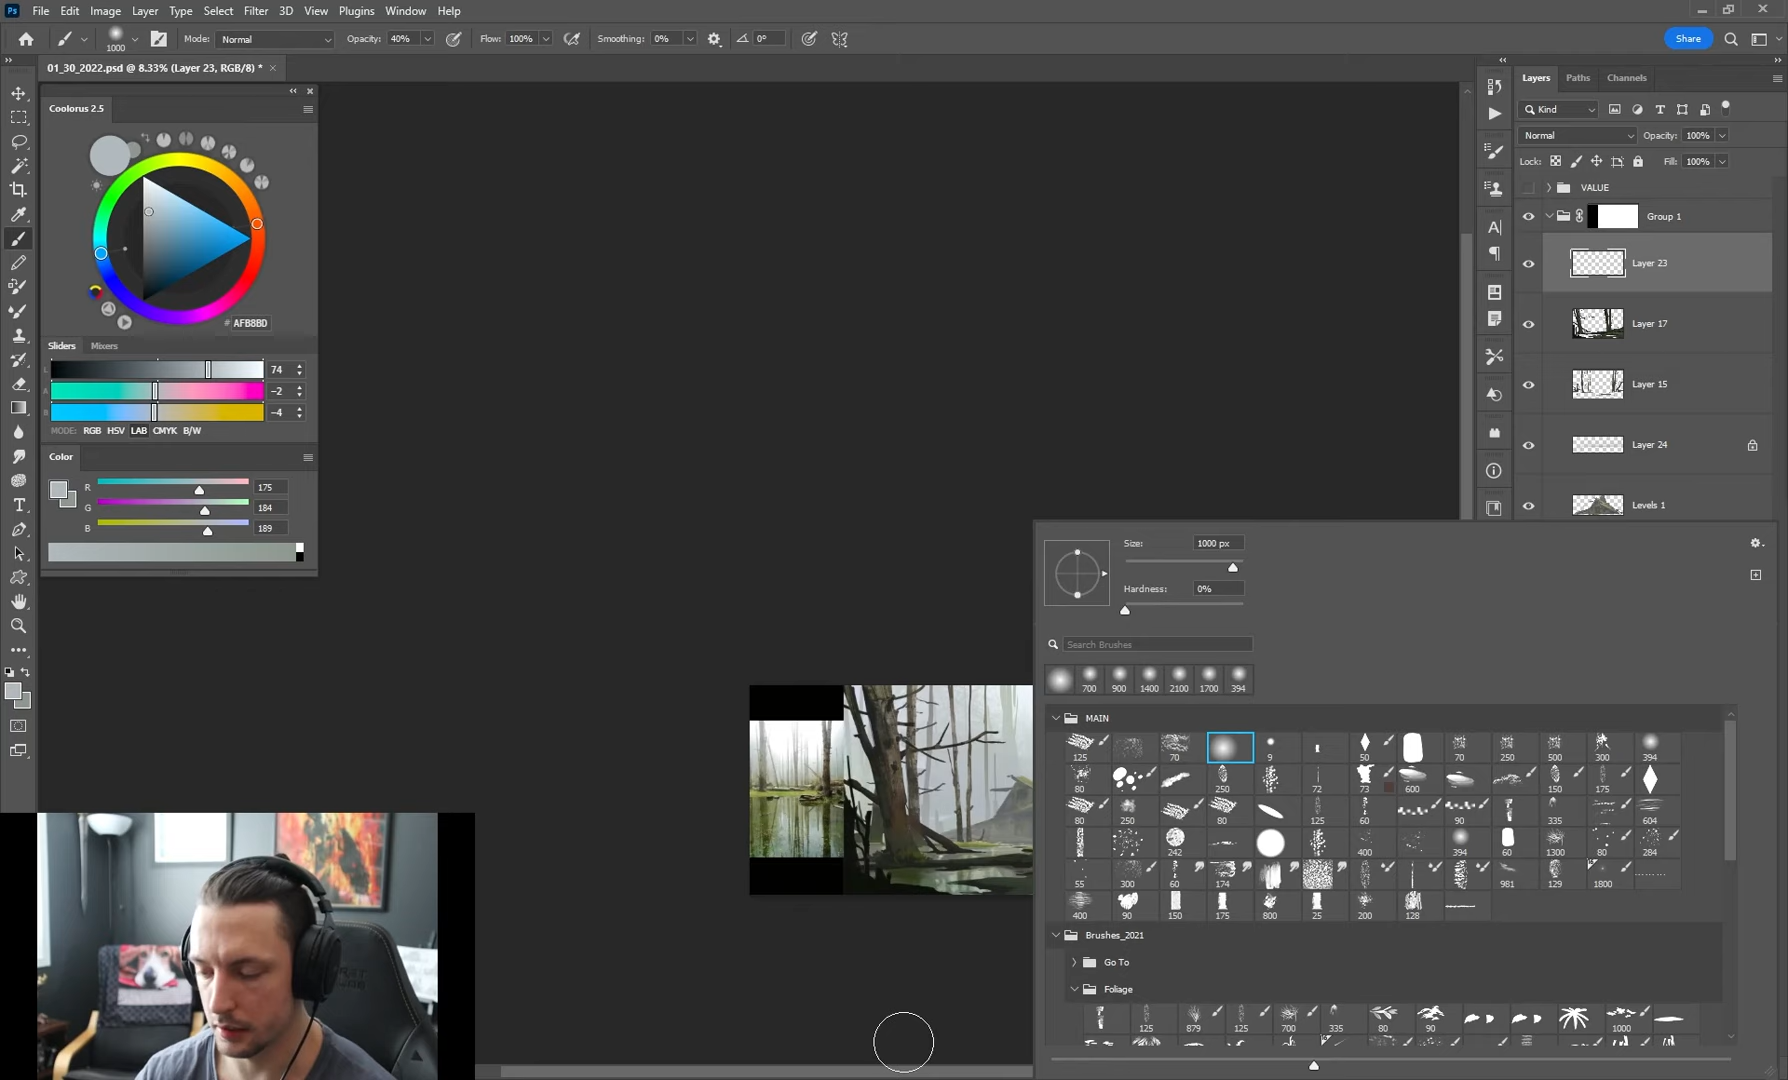 Ps File Edit Image Layer Type Select Filter 3D View Plugins Window Help
1000 Mode: Normal Opacity: 40% Flow: 100% Smoothing: 0% 0° Share
01_30_2022.psd @ 8.33% (Layer 23, RGB/8) *
Coolorus 2.5
# AFB8BD
Sliders Mixers
L 74
A -2
B -4
MODE: RGB HSV LAB CMYK B/W
Color
R 175
G 184
B 189
Layers Paths Channels
Kind
Normal Opacity: 100%
Lock: Fill: 100%
VALUE
Group 1
Layer 23
Layer 17
Layer 15
Layer 24
Levels 1
Size: 1000 px
Hardness: 0%
Search Brushes
700 900 1400 2100 1700 394
MAIN
125 70 9 50 70 250 500 300 394
80 250 72 73 600 150 175
80 250 80 125 60 90 335 604
242 400 394 60 1300 80 284
55 300 60 174 981 129 1800
400 90 150 175 800 25 200 128
Brushes_2021
Go To
Foliage
125 879 125 700 335 80 90 1000